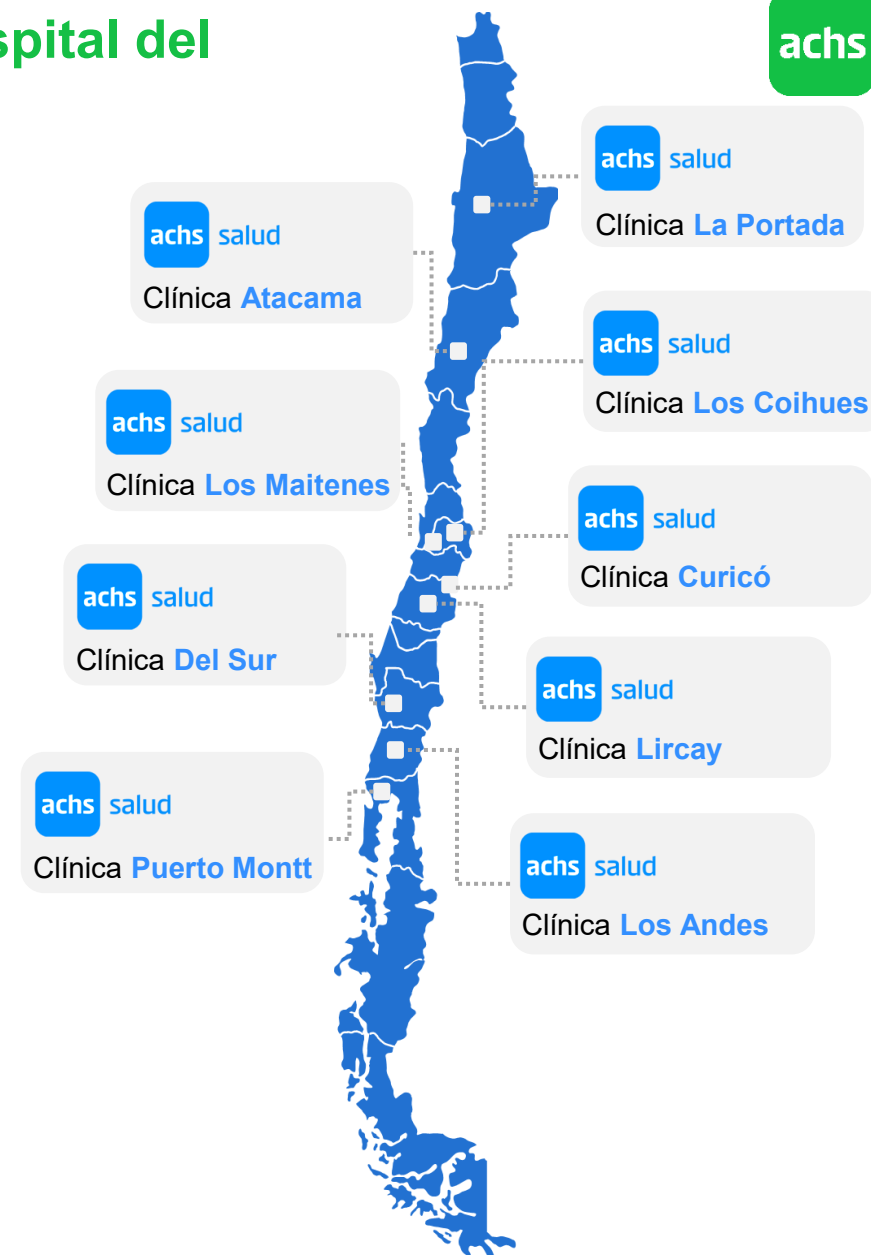 spital del
achs
achs salud
Clínica La Portada
achs salud
Clínica Atacama
achs salud
Clínica Los Coihues
achs salud
Clínica Los Maitenes
achs salud
Clínica Curicó
achs salud
Clínica Del Sur
achs salud
Clínica Lircay
achs salud
Clínica Puerto Montt
achs salud
Clínica Los Andes